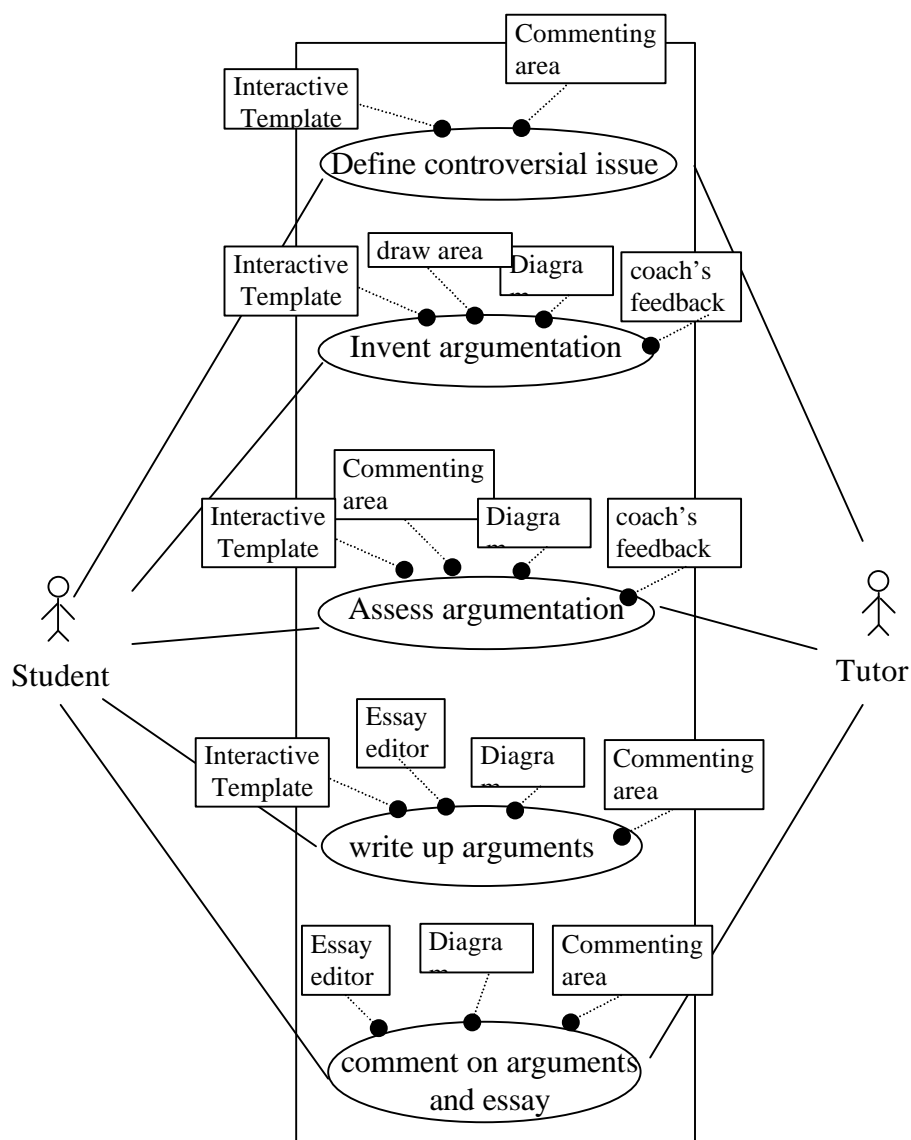 Commenting
area
Interactive
Template
Define controversial issue
draw area
Interactive
Template
Diagra
m
coach's
feedback
Invent argumentation
Commenting
area
Interactive
Template
Diagra
m
coach's
feedback
Assess argumentation
Student
Tutor
Essay
editor
Interactive
Template
Diagra
m
Commenting
area
write up arguments
Essay
editor
Diagra
m
Commenting
area
comment on arguments
and essay